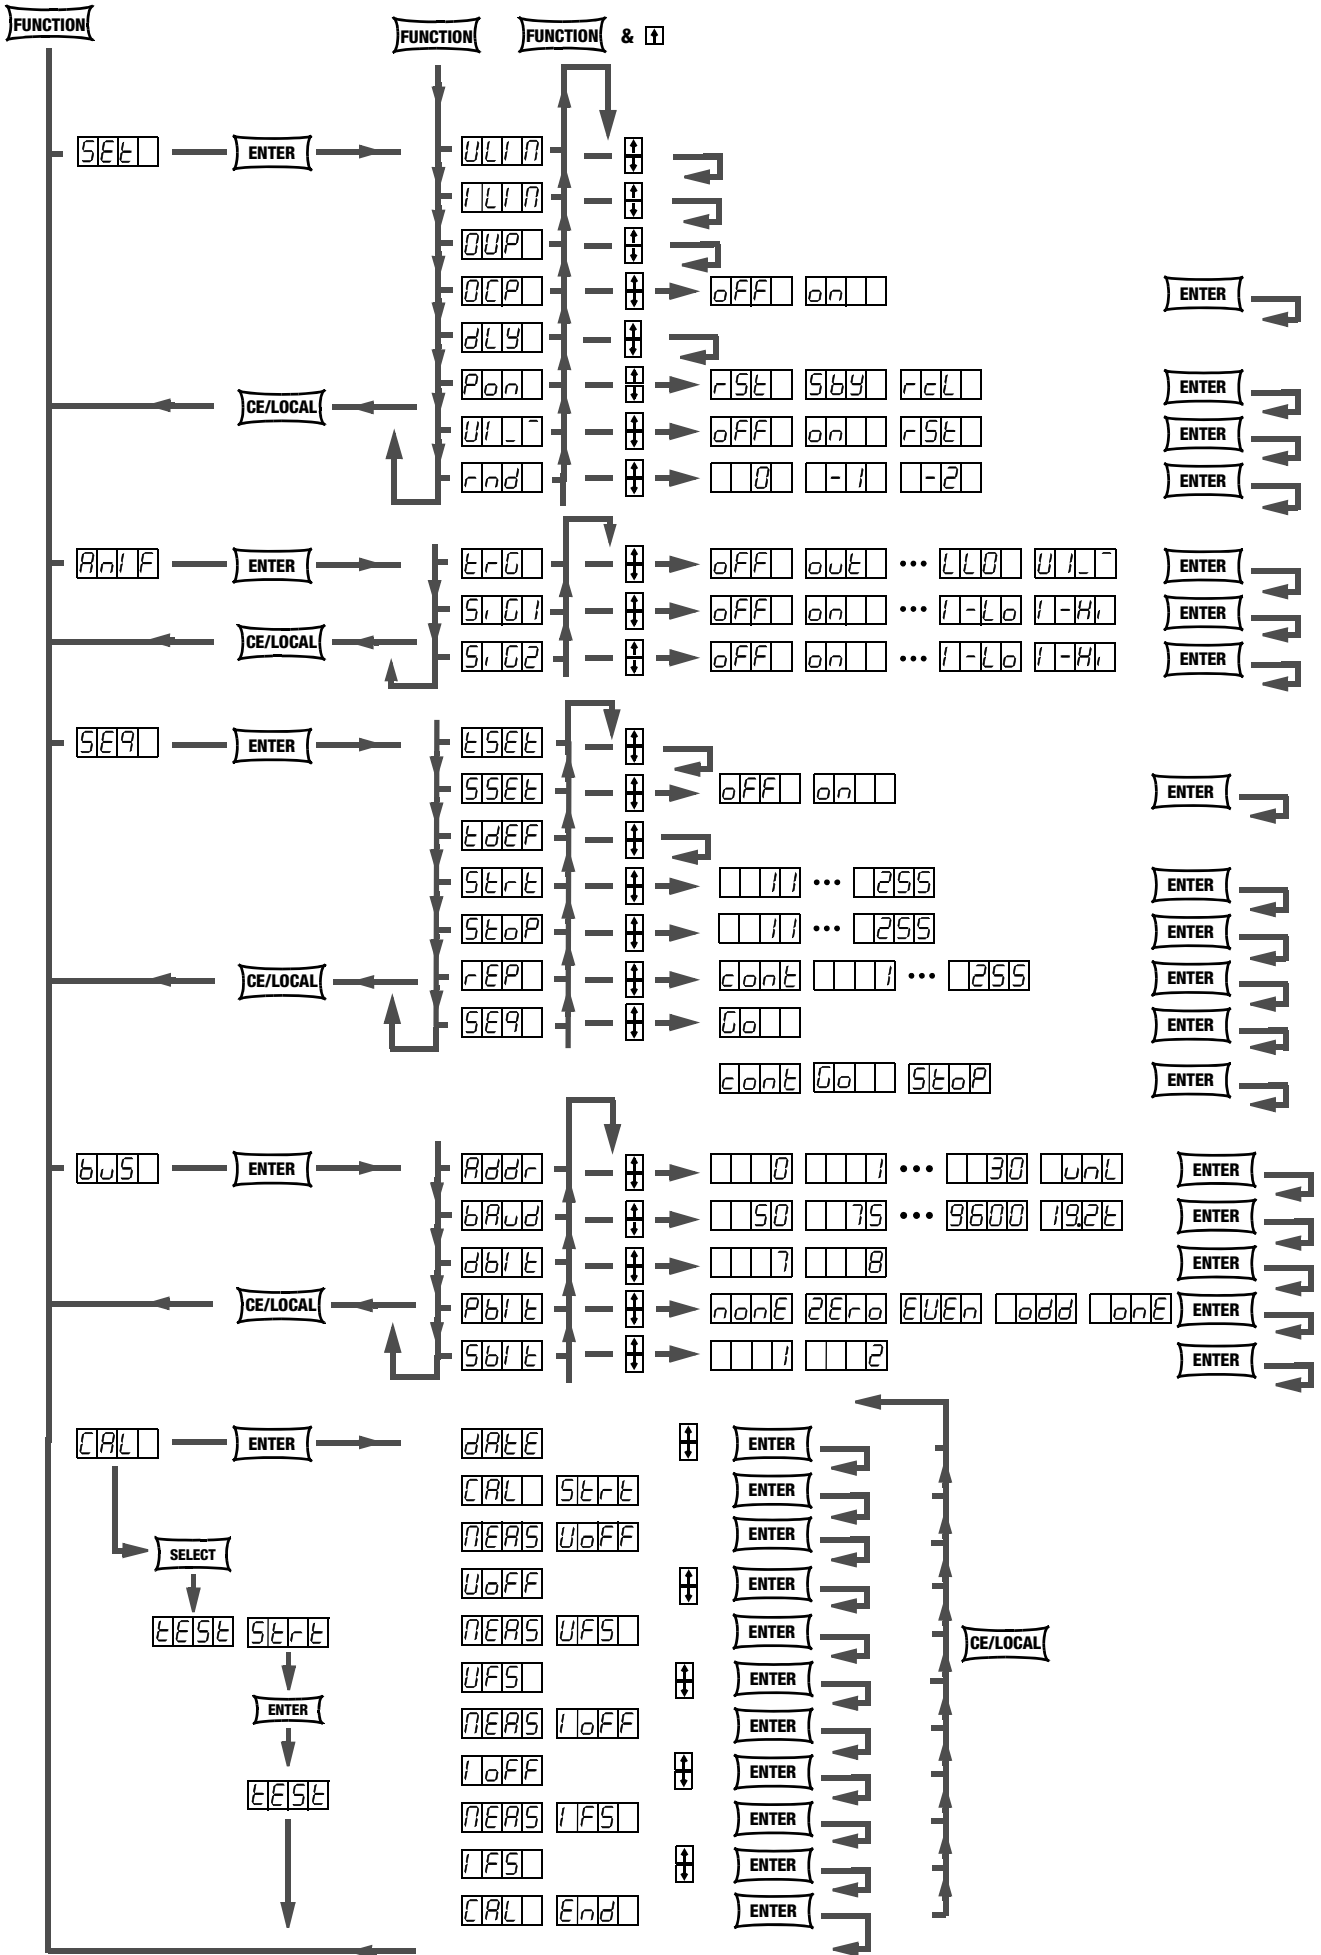 FUNCTION FUNCTION FUNCTION &
SEt ENTER ULIM
ILIM
OUP
OCP oFF on ENTER
dLY
Pon rSt Sby rcL ENTER
CE/LOCAL
UI_¯ oFF on rSt ENTER
rnd 0 -1 -2 ENTER
AnIF ENTER trG oFF out ••• LLO UI_¯ ENTER
SiG1 oFF on ••• I-Lo I-Hi ENTER
CE/LOCAL
SiG2 oFF on ••• I-Lo I-Hi ENTER
SEq ENTER tSEt
SSEt oFF on ENTER
tdEF
Strt 11 ••• 255 ENTER
StoP 11 ••• 255 ENTER
CE/LOCAL rEP cont 1 ••• 255 ENTER
SEq Go ENTER
cont Go StoP ENTER
buS ENTER Addr 0 1 ••• 30 unL ENTER
bAud 50 75 ••• 9600 19.2t ENTER
dbIt 7 8 ENTER
CE/LOCAL PbIt nonE ZEro EUEn odd onE ENTER
SbIt 1 2 ENTER
CAL ENTER dAtE ENTER
CAL Strt ENTER
MEAS UoFF ENTER
SELECT
UoFF ENTER
tESt Strt MEAS UFS ENTER CE/LOCAL
UFS ENTER
ENTER
MEAS IoFF ENTER
IoFF ENTER
tESt
MEAS IFS ENTER
IFS ENTER
CAL End ENTER